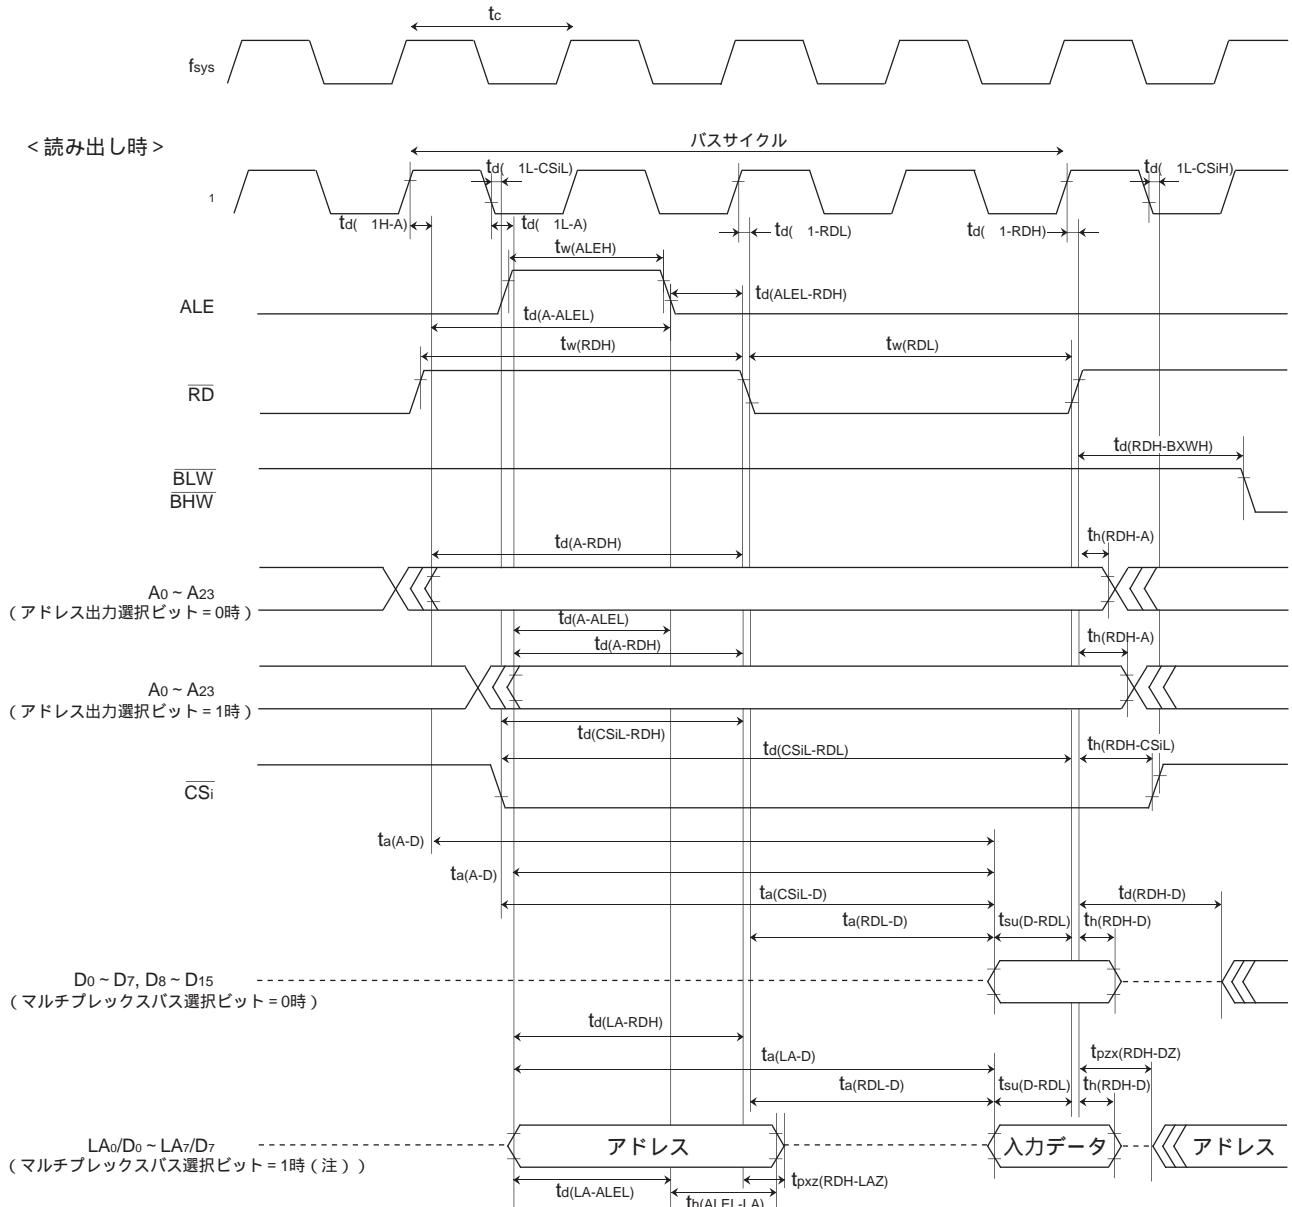 tc
fsys
<読み出し時>
バスサイクル
td( 1L-CSiL)
td( 1L-CSiH)
1
td( 1H-A)
td( 1L-A)
td( 1-RDL)
td( 1-RDH)
tw(ALEH)
td(ALEL-RDH)
ALE
td(A-ALEL)
tw(RDH)
tw(RDL)
RD
td(RDH-BXWH)
BLW
BHW
td(A-RDH)
th(RDH-A)
A0 ~ A23
(アドレス出力選択ビット=0時)
td(A-ALEL)
td(A-RDH)
th(RDH-A)
A0 ~ A23
(アドレス出力選択ビット=1時)
td(CSiL-RDH)
td(CSiL-RDL)
th(RDH-CSiL)
CSi
ta(A-D)
ta(A-D)
ta(CSiL-D)
td(RDH-D)
ta(RDL-D)
tsu(D-RDL)
th(RDH-D)
D0 ~ D7, D8 ~ D15
(マルチプレックスバス選択ビット=0時)
td(LA-RDH)
ta(LA-D)
tpzx(RDH-DZ)
ta(RDL-D)
tsu(D-RDL)
th(RDH-D)
LA0/D0 ~ LA7/D7
アドレス
入力データ
アドレス
(マルチプレックスバス選択ビット=1時(注))
tpxz(RDH-LAZ)
td(LA-ALEL)
th(ALEL-LA)